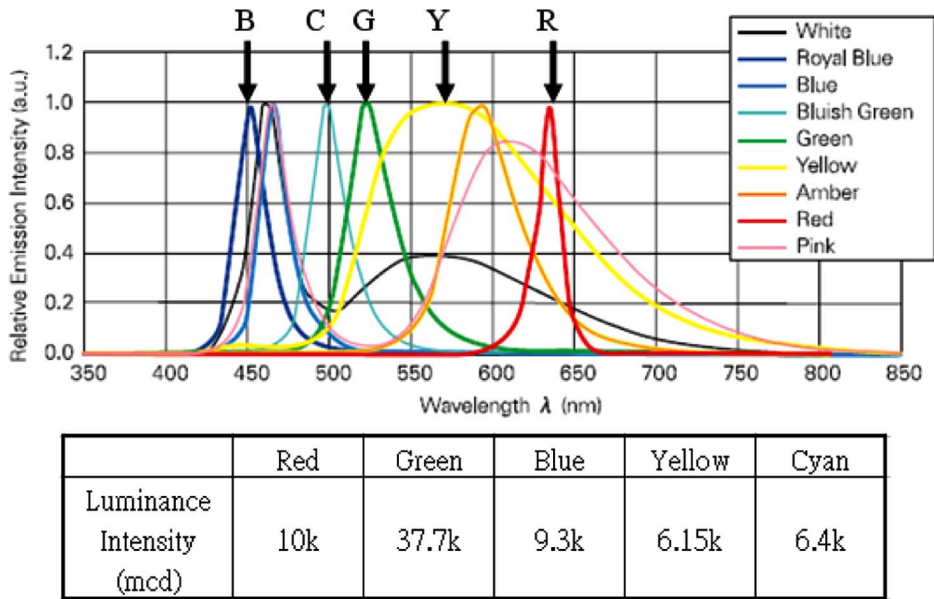 B C G Y R
1.2
1.0
0.8
0.6
0.4
0.2
0.0
Relative Emission Intensity (a.u.)
350 400 450 500 550 600 650 700 750 800 850
Wavelength λ (nm)
White
Royal Blue
Blue
Bluish Green
Green
Yellow
Amber
Red
Pink
Red Green Blue Yellow Cyan
Luminance
Intensity 10k 37.7k 9.3k 6.15k 6.4k
(mcd)